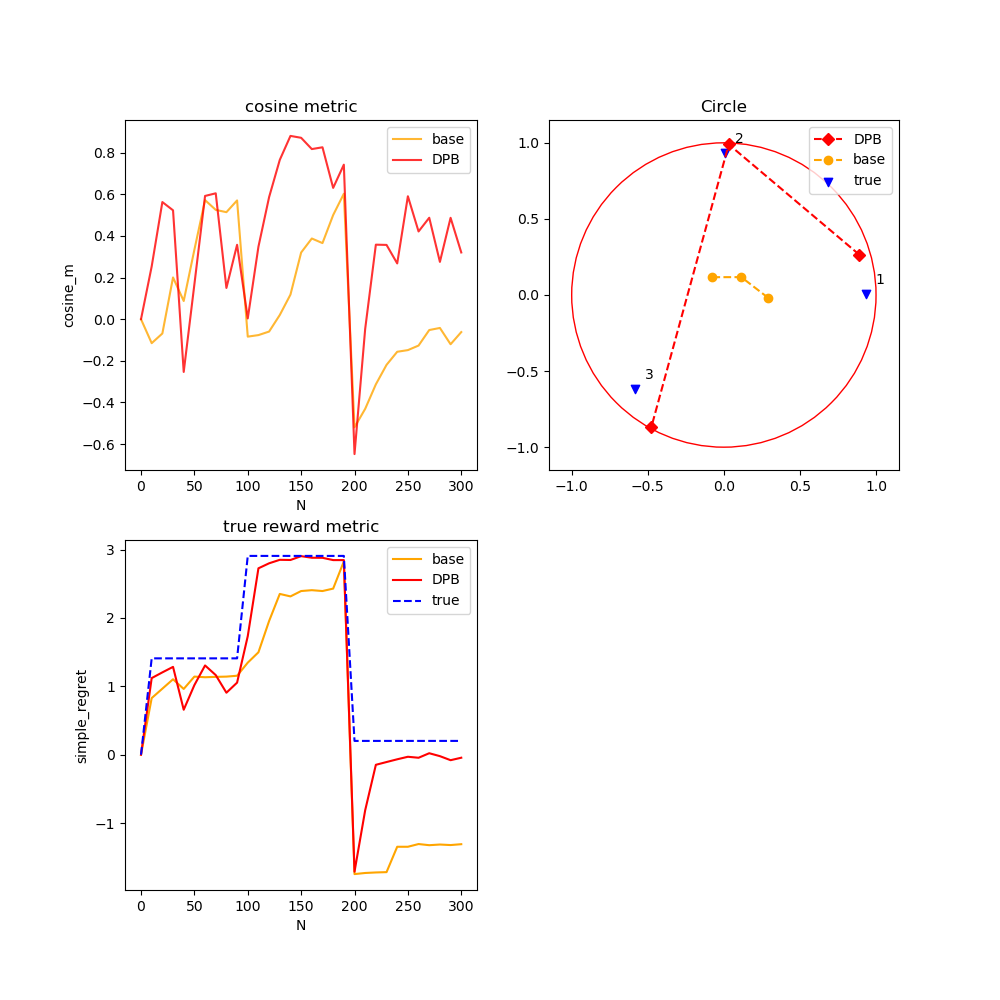 cosine metric
base
DPB
0.8
0.6
0.4
0.2
0.0
−0.2
−0.4
−0.6
cosine_m
0 50 100 150 200 250 300
N
Circle
DPB
base
true
1.0
0.5
0.0
−0.5
−1.0
2
1
3
−1.0 −0.5 0.0 0.5 1.0
true reward metric
base
DPB
true
3
2
1
0
−1
simple_regret
0 50 100 150 200 250 300
N